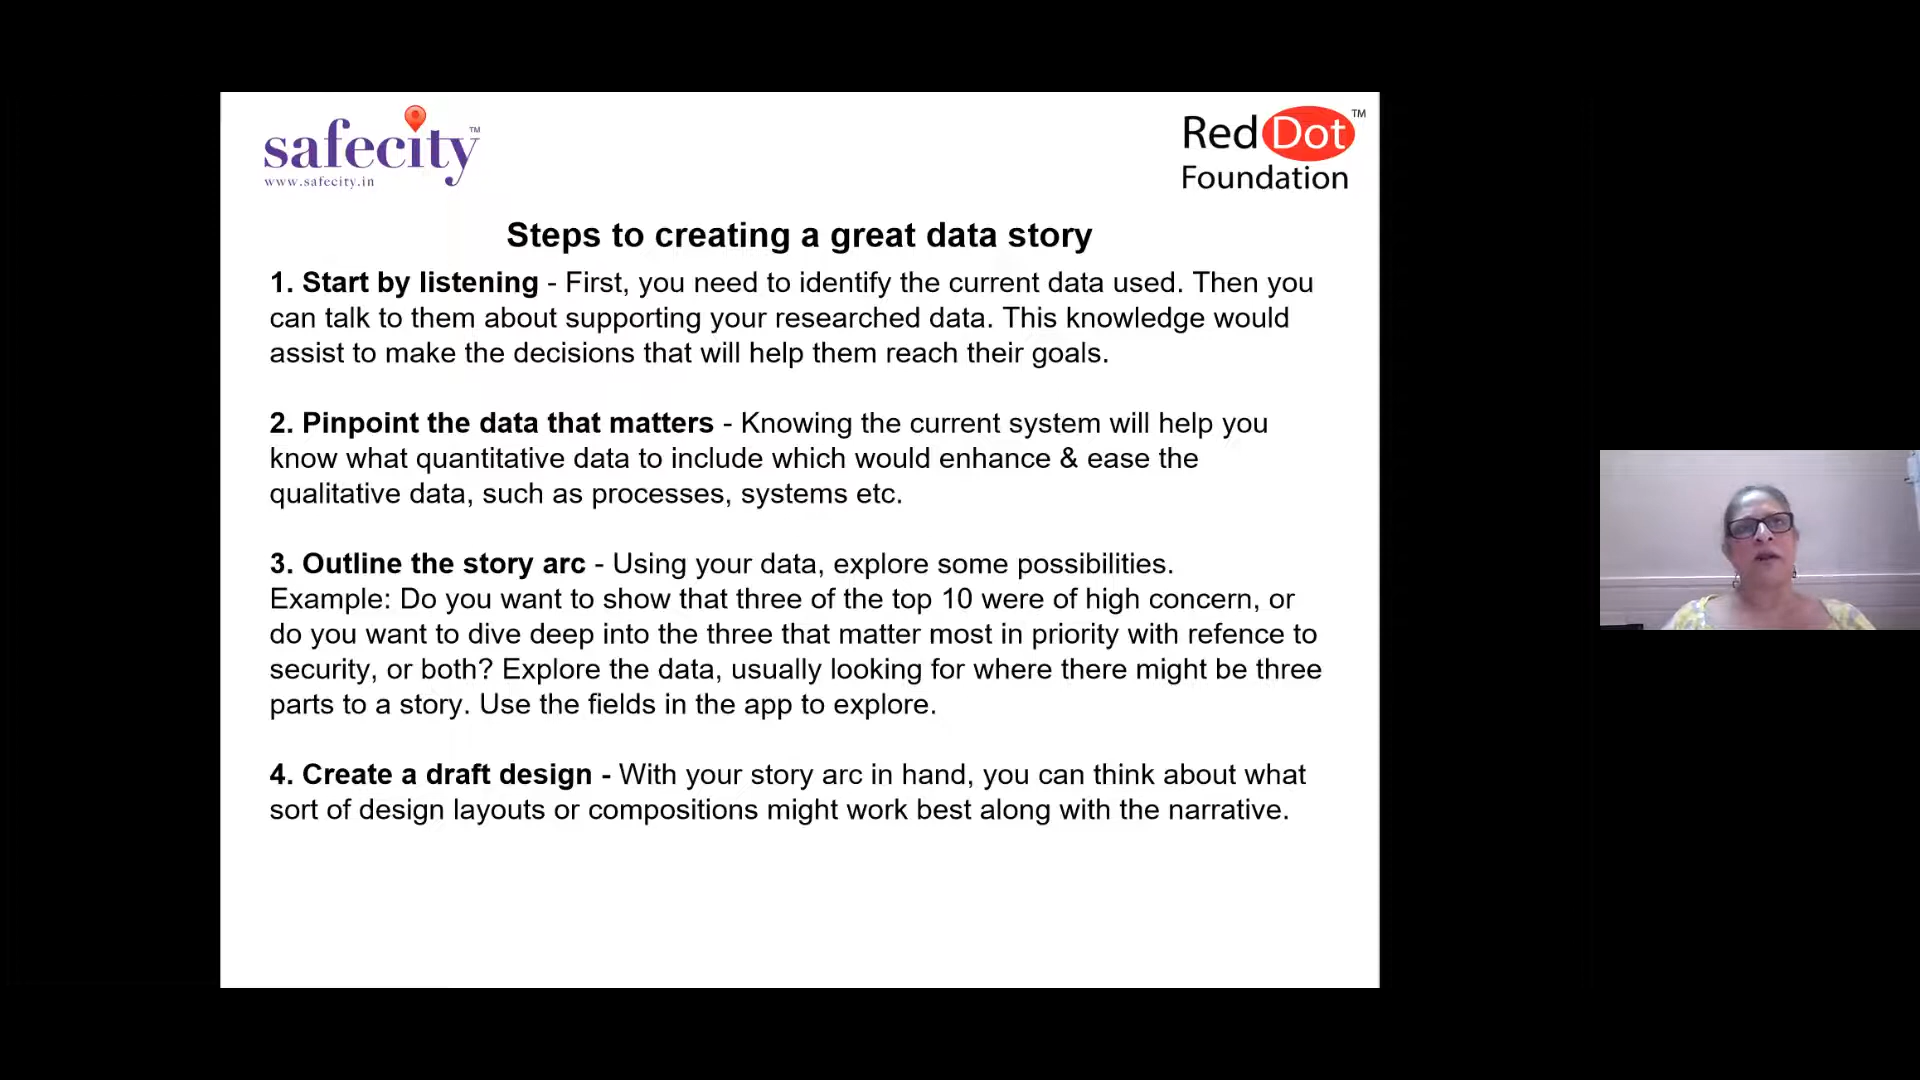 safecity™
www.safecity.in
Red Dot™
Foundation
Steps to creating a great data story
1. Start by listening - First, you need to identify the current data used. Then you
can talk to them about supporting your researched data. This knowledge would
assist to make the decisions that will help them reach their goals.
2. Pinpoint the data that matters - Knowing the current system will help you
know what quantitative data to include which would enhance & ease the
qualitative data, such as processes, systems etc.
3. Outline the story arc - Using your data, explore some possibilities.
Example: Do you want to show that three of the top 10 were of high concern, or
do you want to dive deep into the three that matter most in priority with refence to
security, or both? Explore the data, usually looking for where there might be three
parts to a story. Use the fields in the app to explore.
4. Create a draft design - With your story arc in hand, you can think about what
sort of design layouts or compositions might work best along with the narrative.